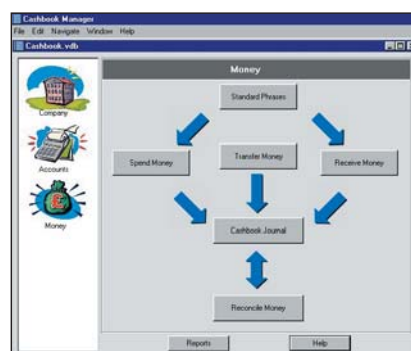 Cashbook Manager
File Edit Navigate Window Help
Cashbook.vdb
Money
Standard Phrases
Company
Spend Money
Transfer Money
Receive Money
Accounts
£
Money
Cashbook Journal
Reconcile Money
Reports
Help